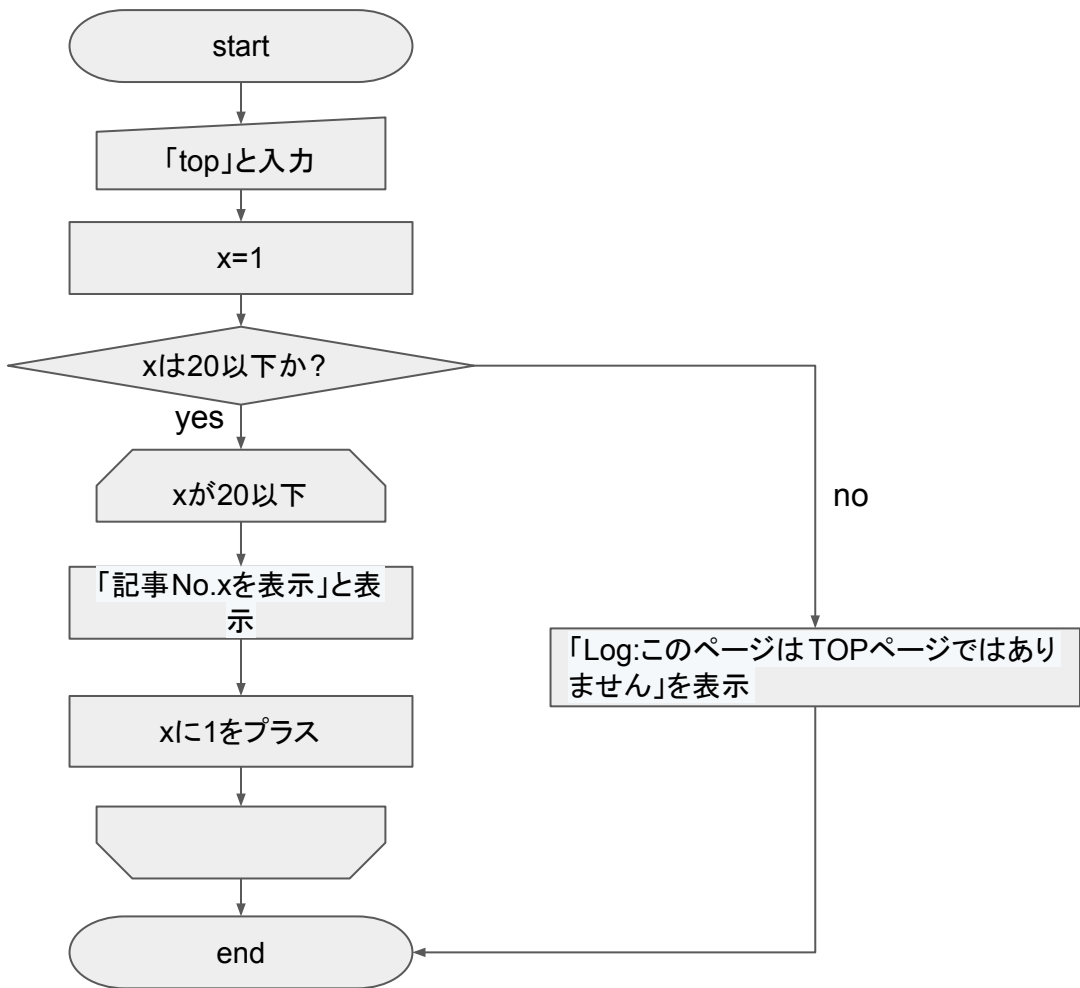 start
「top」と入力
x=1
xは20以下か？
yes
xが20以下
no
「記事No.xを表示」と表
示
「Log:このページはTOPページではあり
ません」を表示
xに1をプラス
end